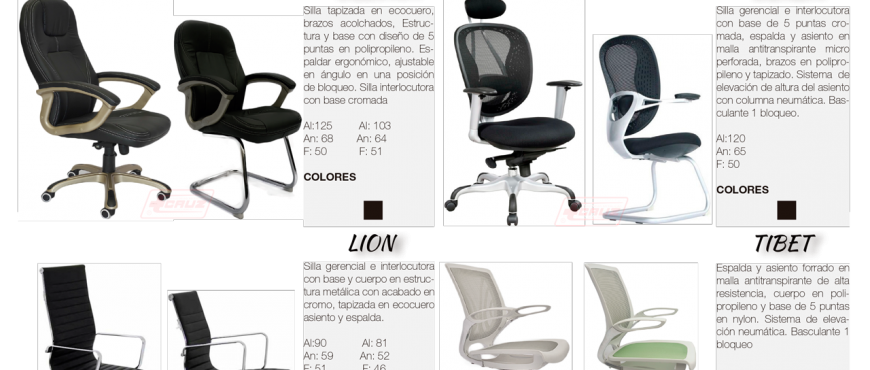 Silla tapizada en ecocuero,
brazos acolchados, Estruc-
tura y base con diseño de 5
puntas en polipropileno. Es-
paldar ergonómico, ajustable
en ángulo en una posición
de bloqueo. Silla interlocutora
con base cromada
Al:125 Al: 103
An: 68 An: 64
F: 50 F: 51
COLORES
CRUZ
Silla gerencial e interlocutora
con base de 5 puntas cro-
mada, espalda y asiento en
malla antitranspirante micro
perforada, brazos en polipro-
pileno y tapizado. Sistema de
elevación de altura del asiento
con columna neumática. Bas-
culante 1 bloqueo.
Al:120
An: 65
F: 50
COLORES
CRUZ
LION
Silla gerencial e interlocutora
con base y cuerpo en estruc-
tura metálica con acabado en
cromo, tapizada en ecocuero
asiento y espalda.
Al:90 Al: 81
An: 59 An: 52
F: 51 F: 46
TIBET
Espalda y asiento forrado en
malla antitranspirante de alta
resistencia, cuerpo en poli-
propileno y base de 5 puntas
en nylon. Sistema de eleva-
ción neumática. Basculante 1
bloqueo